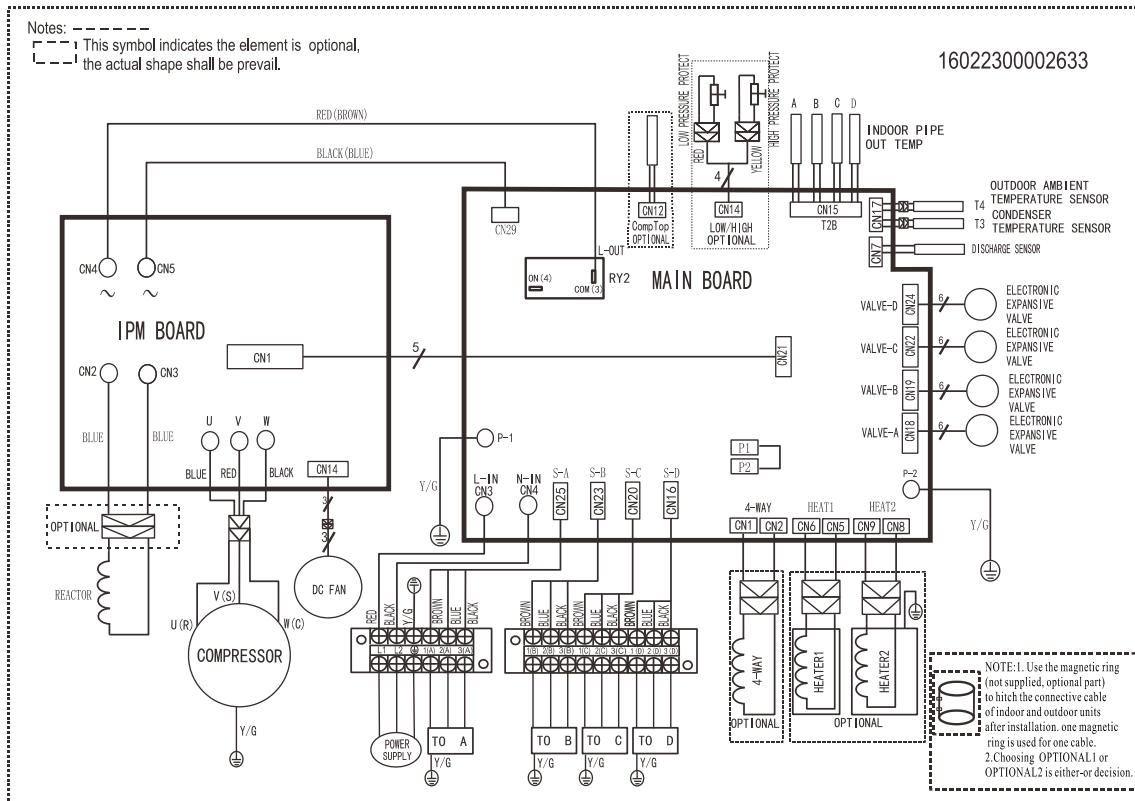 Notes:
This symbol indicates the element is optional,
the actual shape shall be prevail.
16022300002633
RED(BROWN)
BLACK(BLUE)
LOW PRESSURE PROTECT
HIGH PRESSURE PROTECT
RED
YELLOW
4
A B C D
INDOOR PIPE
OUT TEMP
CN12
CompTop
OPTIONAL
CN14
LOW/HIGH
OPTIONAL
CN15
T2B
CN17
T4
OUTDOOR AMBIENT
TEMPERATURE SENSOR
T3
CONDENSER
TEMPERATURE SENSOR
CN7
DISCHARGE SENSOR
CN29
L-OUT
ON(4)
COM(3)
RY2
MAIN BOARD
CN4
CN5
~
~
IPM BOARD
CN1
5
CN21
CN2
CN3
BLUE
BLUE
U V W
BLUE
RED
BLACK
CN14
3
3
DC FAN
VALVE-D
CN24
6
ELECTRONIC
EXPANSIVE
VALVE
VALVE-C
CN22
6
ELECTRONIC
EXPANSIVE
VALVE
VALVE-B
CN19
6
ELECTRONIC
EXPANSIVE
VALVE
VALVE-A
CN18
6
ELECTRONIC
EXPANSIVE
VALVE
P-1
Y/G
P1
P2
P-2
Y/G
L-IN
CN3
N-IN
CN4
S-A
CN25
S-B
CN23
S-C
CN20
S-D
CN16
4-WAY
CN1
CN2
HEAT1
CN6
CN5
HEAT2
CN9
CN8
OPTIONAL
REACTOR
U(R)
V(S)
W(C)
COMPRESSOR
Y/G
RED
BLACK
Y/G
BROWN
BLUE
BLACK
L1 L2 1(A) 2(A) 3(A)
POWER
SUPPLY
TO A
Y/G
BROWN
BLUE
BLACK
BROWN
BLUE
BLACK
BROWN
BLUE
BLACK
1(B) 2(B) 3(B) 1(C) 2(C) 3(C) 1(D) 2(D) 3(D)
TO B
TO C
TO D
Y/G
Y/G
Y/G
4-WAY
OPTIONAL
HEATER1
HEATER2
OPTIONAL
NOTE:1. Use the magnetic ring
(not supplied, optional part)
to hitch the connective cable
of indoor and outdoor units
after installation. one magnetic
ring is used for one cable.
2.Choosing OPTIONAL1 or
OPTIONAL2 is either-or decision.